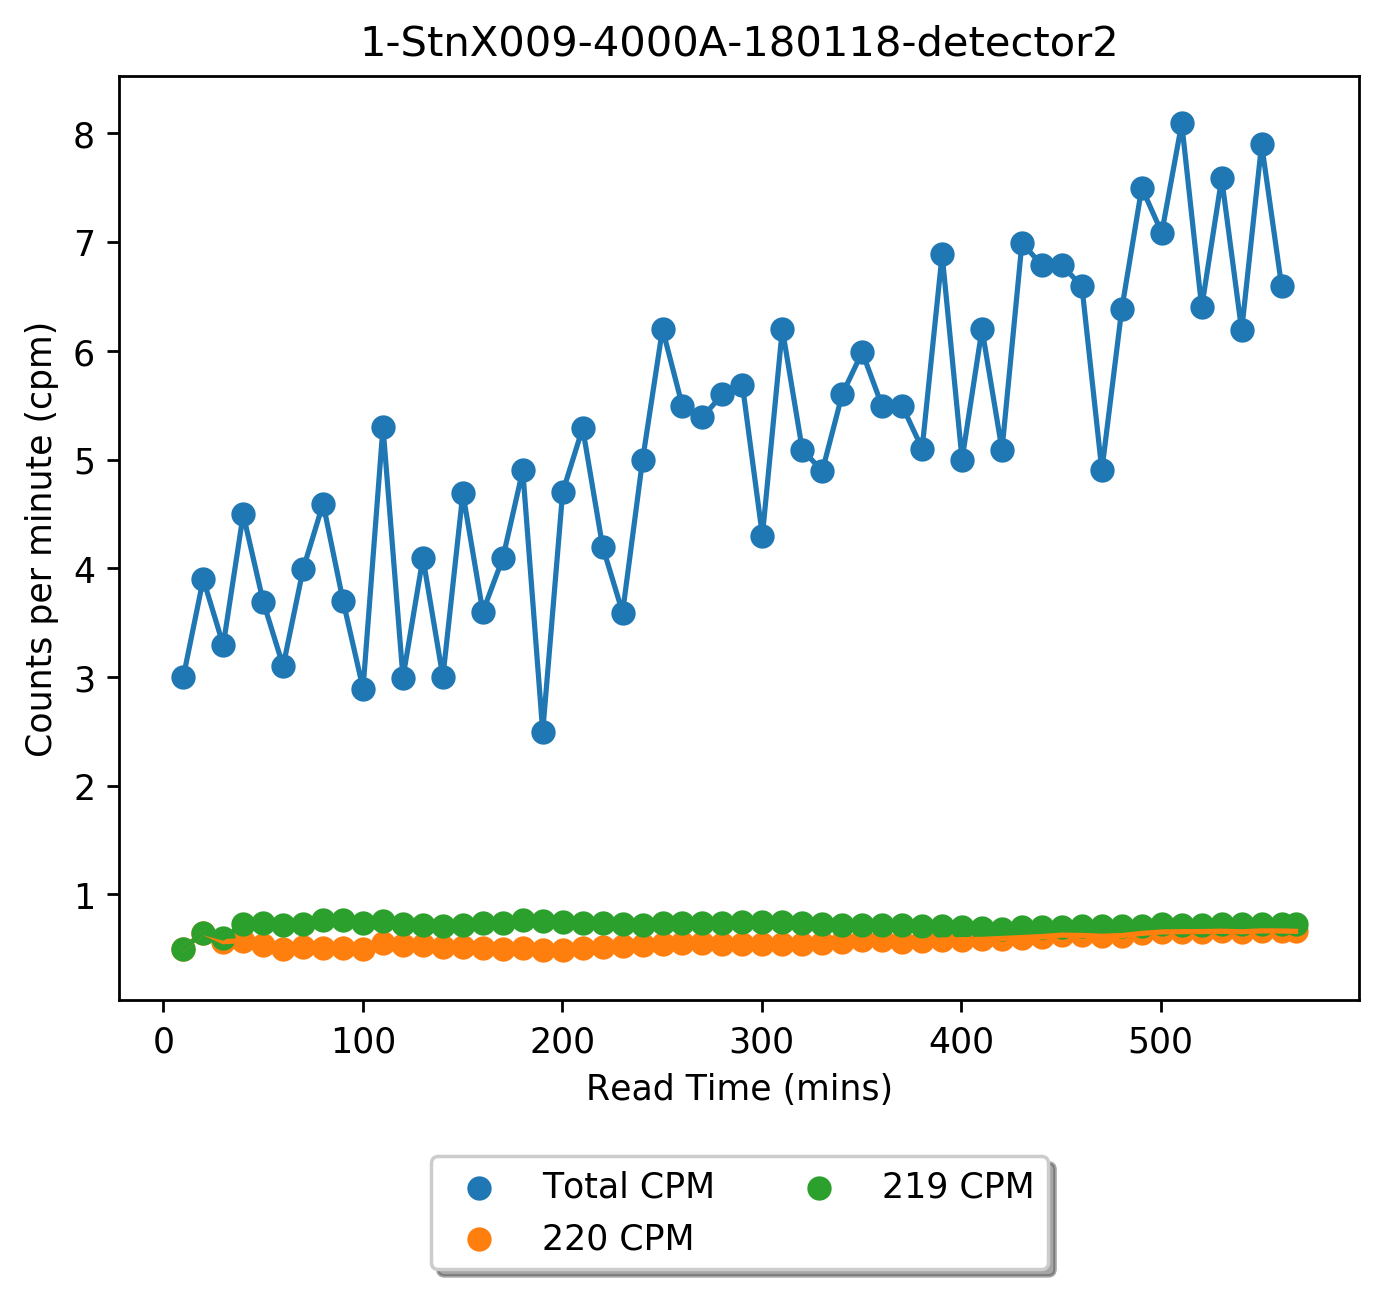 1-StnX009-4000A-180118-detector2
8
7
6
5
4
3
2
1
Counts per minute (cpm)
0 100 200 300 400 500
Read Time (mins)
Total CPM 219 CPM
220 CPM